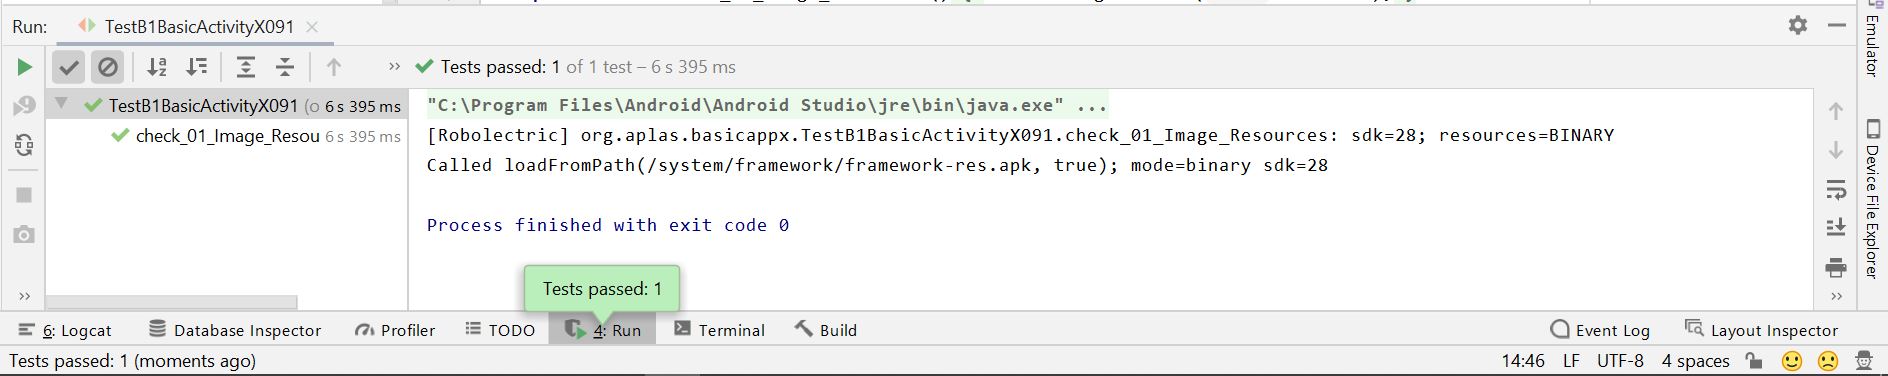 Run: TestB1BasicActivityX091
Tests passed: 1 of 1 test – 6 s 395 ms
TestB1BasicActivityX091 (o 6 s 395 ms
check_01_Image_Resou 6 s 395 ms
"C:\Program Files\Android\Android Studio\jre\bin\java.exe" ...
[Robolectric] org.aplas.basicappx.TestB1BasicActivityX091.check_01_Image_Resources: sdk=28; resources=BINARY
Called loadFromPath(/system/framework/framework-res.apk, true); mode=binary sdk=28
Process finished with exit code 0
Tests passed: 1
Emulator
Device File Explorer
6: Logcat Database Inspector Profiler TODO 4: Run Terminal Build Event Log Layout Inspector
Tests passed: 1 (moments ago) 14:46 LF UTF-8 4 spaces